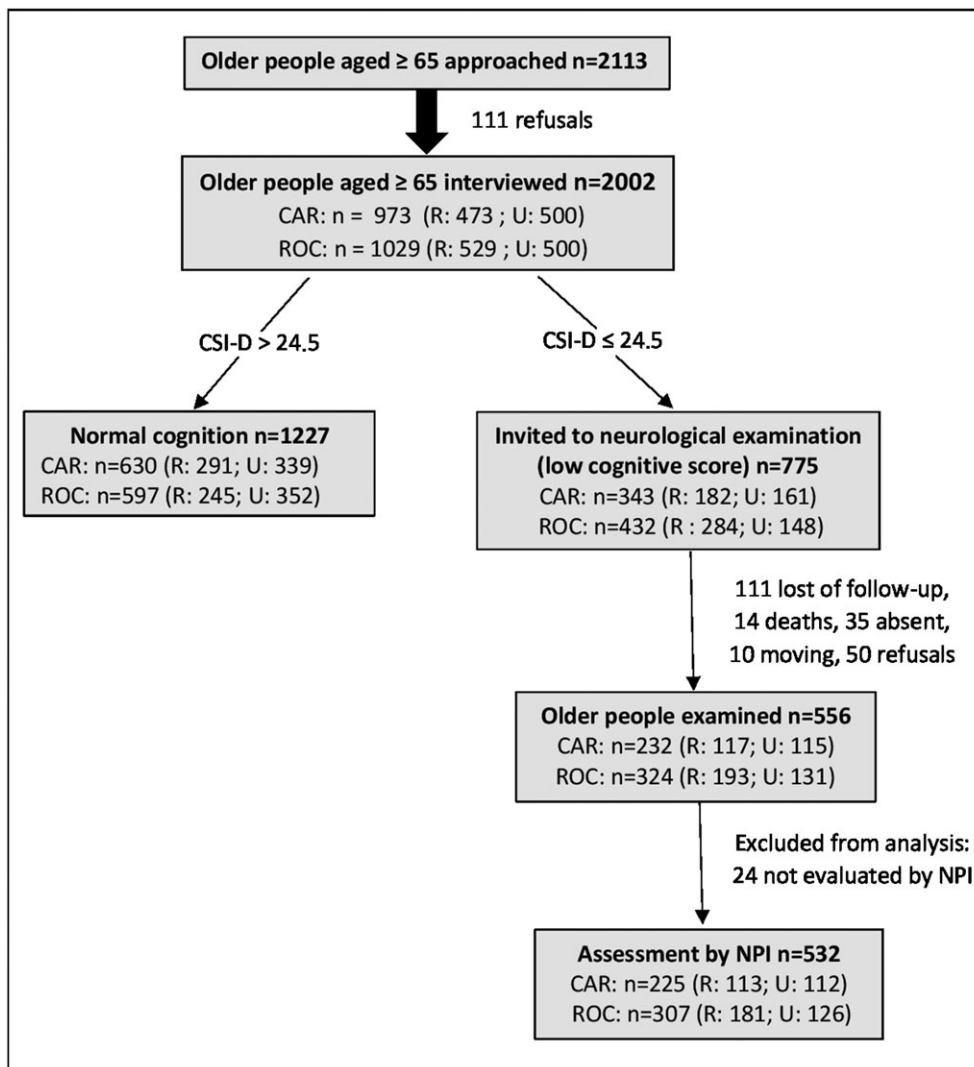 Older people aged ≥ 65 approached n=2113
111 refusals
Older people aged ≥ 65 interviewed n=2002
CAR: n = 973 (R: 473 ; U: 500)
ROC: n = 1029 (R: 529 ; U: 500)
CSI-D > 24.5
CSI-D ≤ 24.5
Normal cognition n=1227
CAR: n=630 (R: 291; U: 339)
ROC: n=597 (R: 245; U: 352)
Invited to neurological examination
(low cognitive score) n=775
CAR: n=343 (R: 182; U: 161)
ROC: n=432 (R : 284; U: 148)
111 lost of follow-up,
14 deaths, 35 absent,
10 moving, 50 refusals
Older people examined n=556
CAR: n=232 (R: 117; U: 115)
ROC: n=324 (R: 193; U: 131)
Excluded from analysis:
24 not evaluated by NPI
Assessment by NPI n=532
CAR: n=225 (R: 113; U: 112)
ROC: n=307 (R: 181; U: 126)